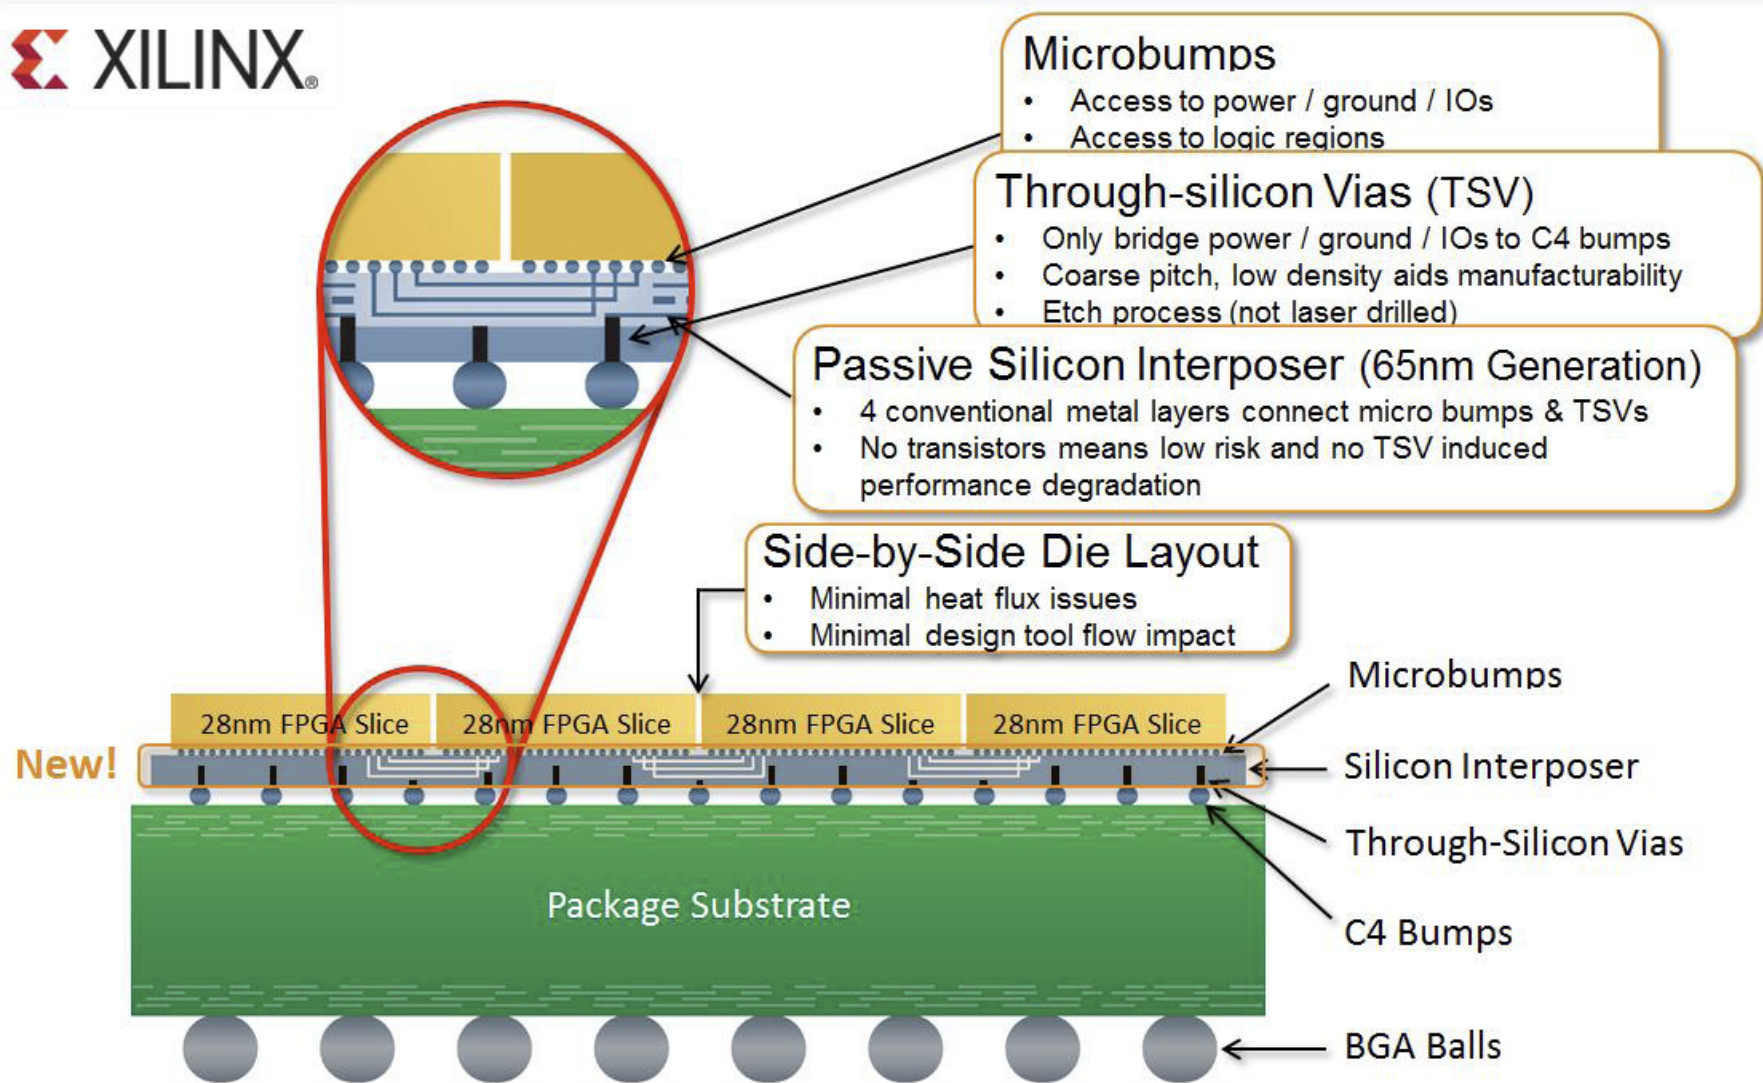 XILINX®
Microbumps
• Access to power / ground / IOs
• Access to logic regions
Through-silicon Vias (TSV)
• Only bridge power / ground / IOs to C4 bumps
• Coarse pitch, low density aids manufacturability
• Etch process (not laser drilled)
Passive Silicon Interposer (65nm Generation)
• 4 conventional metal layers connect micro bumps & TSVs
• No transistors means low risk and no TSV induced
performance degradation
Side-by-Side Die Layout
• Minimal heat flux issues
• Minimal design tool flow impact
Microbumps
28nm FPGA Slice
28nm FPGA Slice
28nm FPGA Slice
28nm FPGA Slice
New!
Silicon Interposer
Through-Silicon Vias
Package Substrate
C4 Bumps
BGA Balls